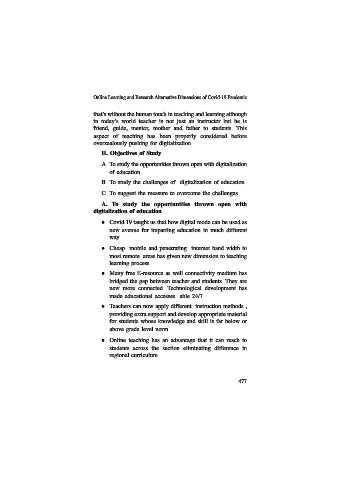 Online Learning and Research Alternative Dimensions of Covid-19 Pandemic
that's without the human touch in teaching and learning although
in today's world teacher is not just an instructor but he is
friend, guide, mentor, mother and father to students This
aspect of teaching has been properly considered before
overzealously pushing for digitalization
II. Objectives of Study
A To study the opportunities thrown open with digitalization
of education
B To study the challenges of digitalization of education
C To suggest the measure to overcome the challenges
A. To study the opportunities thrown open with
digitalization of education
• Covid-19 taught us that how digital mode can be used as
new avenue for imparting education in much different
way
• Cheap mobile and penetrating internet band width to
most remote areas has given new dimension to teaching
learning process
• Many free E-resource as well connectivity medium has
bridged the gap between teacher and students They are
now more connected Technological development has
made educational accesses able 24/7
• Teachers can now apply different instruction methods ,
providing extra support and develop appropriate material
for students whose knowledge and skill is far below or
above grade level norm
• Online teaching has an advantage that it can reach to
students across the section eliminating difference in
regional curriculum
477